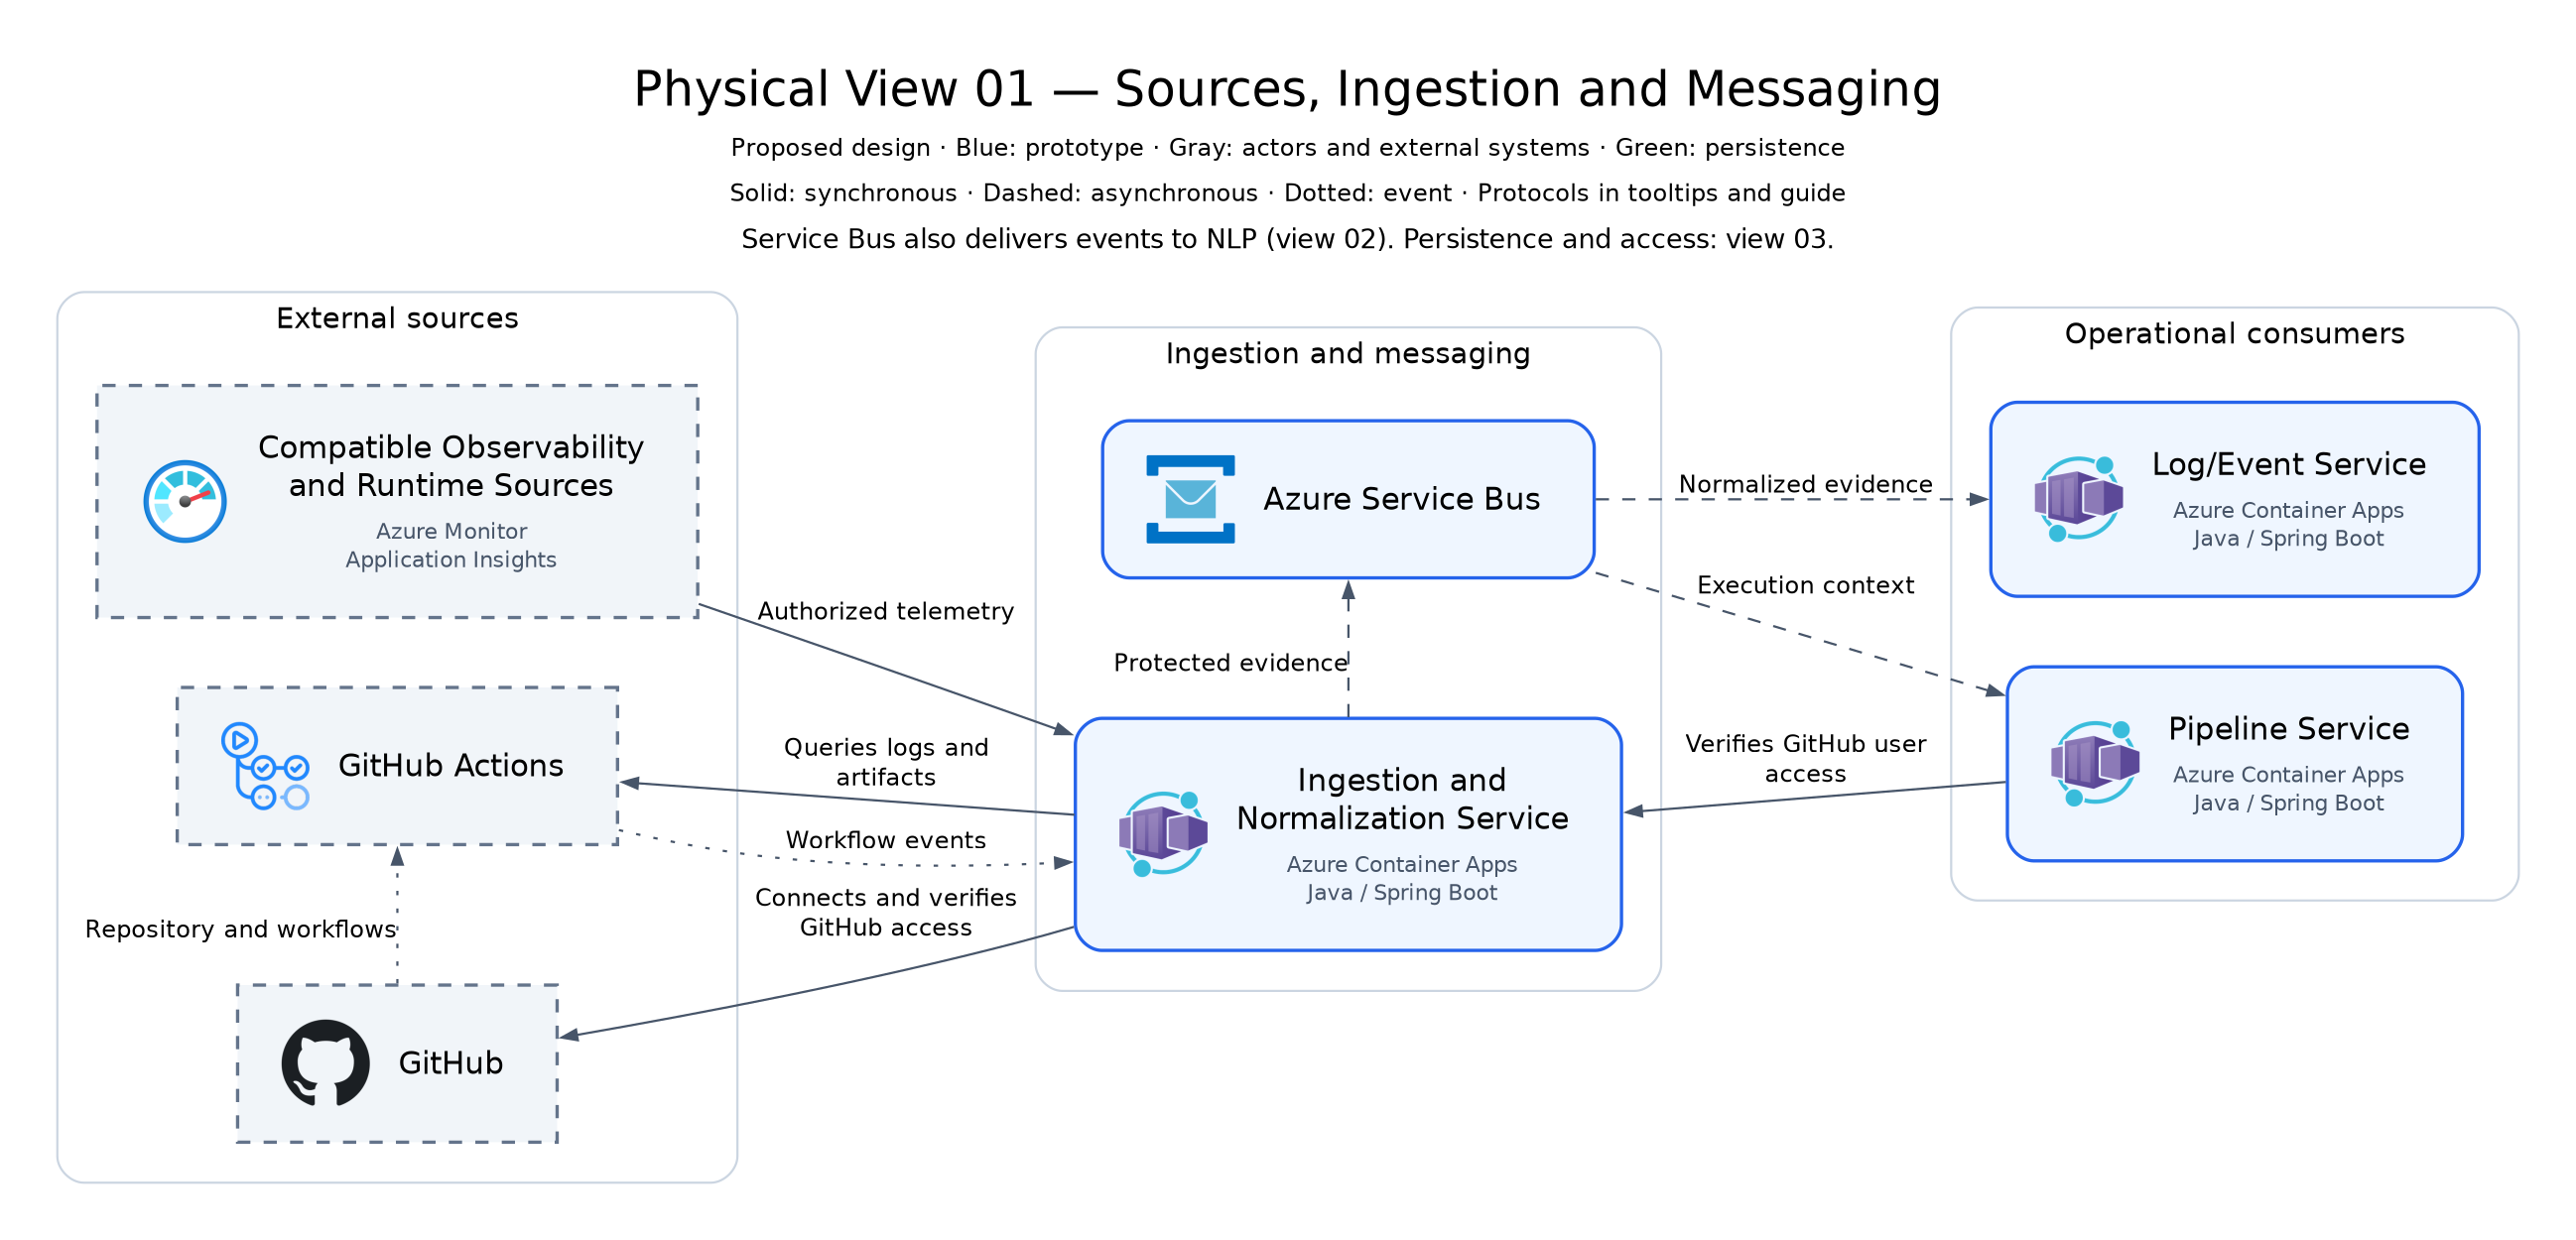 Physical View 01 — Sources, Ingestion and Messaging
Proposed design · Blue: prototype · Gray: actors and external systems · Green: persistence
Solid: synchronous · Dashed: asynchronous · Dotted: event · Protocols in tooltips and guide
Service Bus also delivers events to NLP (view 02). Persistence and access: view 03.
External sources
Compatible Observability
and Runtime Sources
Azure Monitor
Application Insights
GitHub Actions
Repository and workflows
GitHub
Authorized telemetry
Queries logs and
artifacts
Workflow events
Connects and verifies
GitHub access
Ingestion and messaging
Azure Service Bus
Protected evidence
Ingestion and
Normalization Service
Azure Container Apps
Java / Spring Boot
Normalized evidence
Execution context
Verifies GitHub user
access
Operational consumers
Log/Event Service
Azure Container Apps
Java / Spring Boot
Pipeline Service
Azure Container Apps
Java / Spring Boot